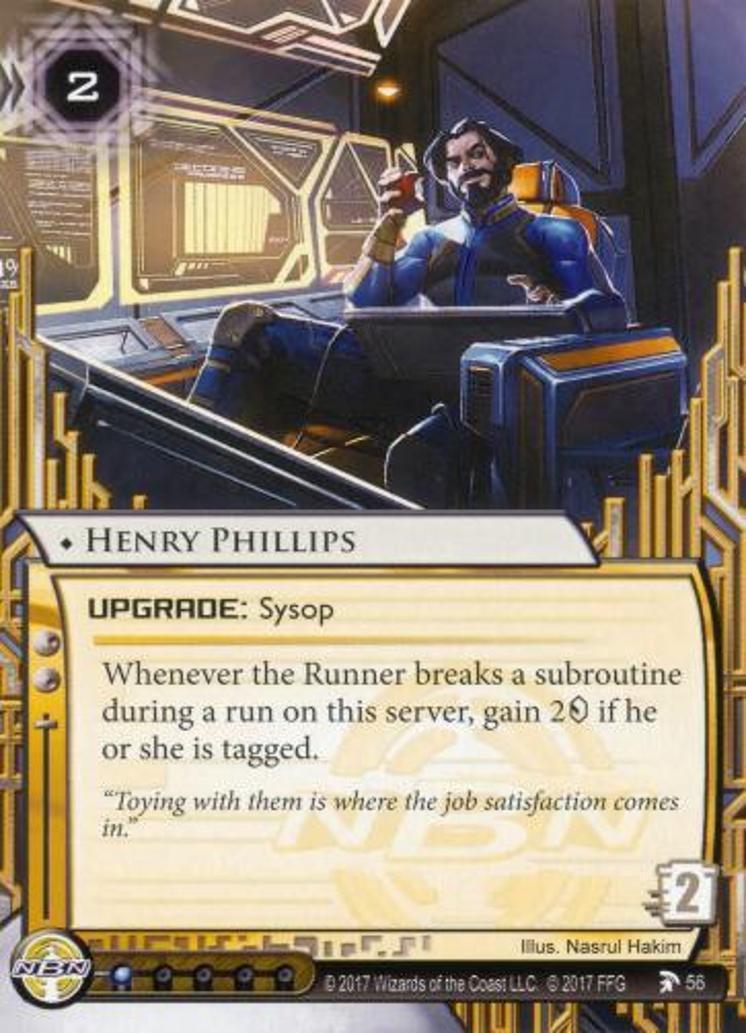 2
1%
◆ HENRY PHILLIPS
UPGRADE: Sysop
Whenever the Runner breaks a subroutine
during a run on this server, gain 2 if he
or she is tagged.
“Toying with them is where the job satisfaction comes
in.”
NBN
2
Illus. Nasrul Hakim
NBN
© 2017 Wizards of the Coast LLC. © 2017 FFG
56